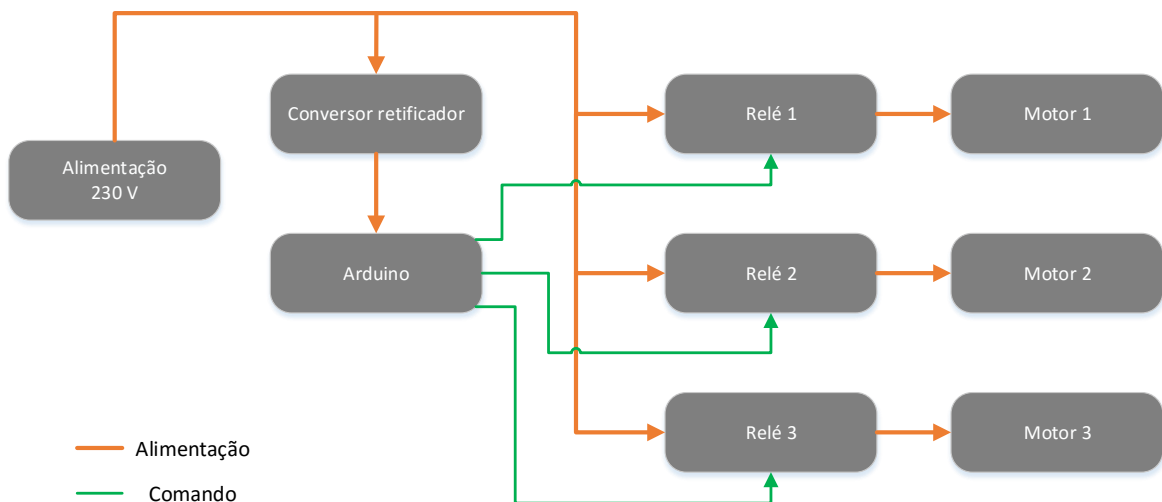 Conversor retificador
Relé 1
Motor 1
Alimentação
230 V
Arduino
Relé 2
Motor 2
Relé 3
Motor 3
Alimentação
Comando